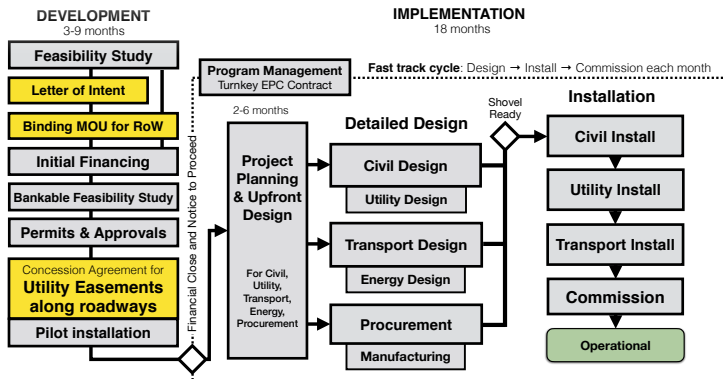 DEVELOPMENT
3-9 months
Feasibility Study
Letter of Intent
Binding MOU for RoW
Initial Financing
Bankable Feasibility Study
Permits & Approvals
Concession Agreement for
Utility Easements
along roadways
Pilot installation
Financial Close and Notice to Proceed
IMPLEMENTATION
18 months
Program Management
Turnkey EPC Contract
Fast track cycle: Design → Install → Commission each month
2-6 months
Project
Planning
& Upfront
Design
For Civil,
Utility,
Transport,
Energy,
Procurement
Detailed Design
Civil Design
Utility Design
Transport Design
Energy Design
Procurement
Manufacturing
Shovel
Ready
Installation
Civil Install
Utility Install
Transport Install
Commission
Operational